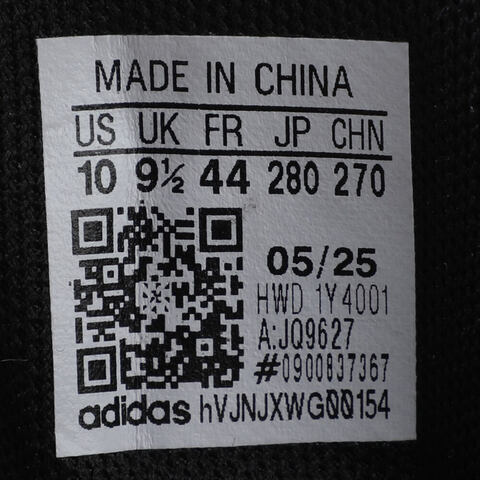 MADE IN CHINA
US UK FR JP CHN
10 9½ 44 280 270
05/25
HWD 1Y4001
A:JQ9627
#0900837367
adidas hVJNJXWG00154